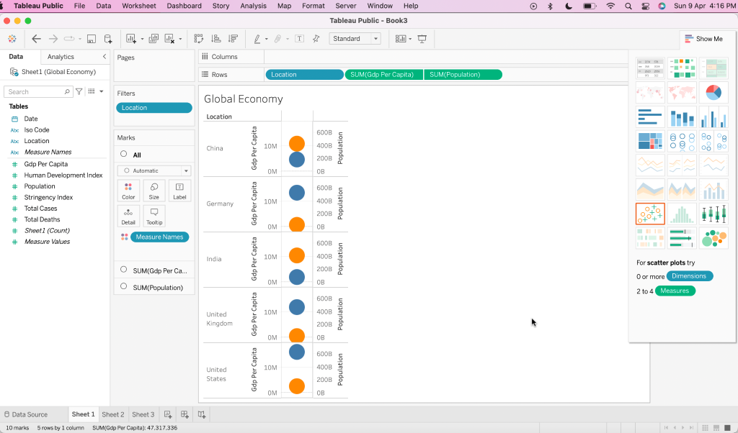 Tableau Public File Data Worksheet Dashboard Story Analysis Map Format Server Window Help
Sun 9 Apr 4:16 PM
Tableau Public - Book3
Standard
Show Me
Data Analytics
Sheet1 (Global Economy)
Search
Tables
Date
Abc Iso Code
Abc Location
Abc Measure Names
Gdp Per Capita
Human Development Index
Population
Stringency Index
Total Cases
Total Deaths
Sheet1 (Count)
Measure Values
Pages
Filters
Location
Marks
All
Automatic
Color Size Label
Detail Tooltip
Measure Names
SUM(Gdp Per Ca...
SUM(Population)
Columns
Rows
Location SUM(Gdp Per Capita) SUM(Population)
Global Economy
Location
China
Gdp Per Capita
10M
0M
600B
400B
200B
0B
Population
Germany
Gdp Per Capita
10M
0M
600B
400B
200B
0B
Population
India
Gdp Per Capita
10M
0M
600B
400B
200B
0B
Population
United
Kingdom
Gdp Per Capita
10M
0M
600B
400B
200B
0B
Population
United
States
Gdp Per Capita
10M
0M
600B
400B
200B
0B
Population
For scatter plots try
0 or more Dimensions
2 to 4 Measures
Data Source Sheet 1 Sheet 2 Sheet 3
10 marks 5 rows by 1 column SUM(Gdp Per Capita): 47,317,336